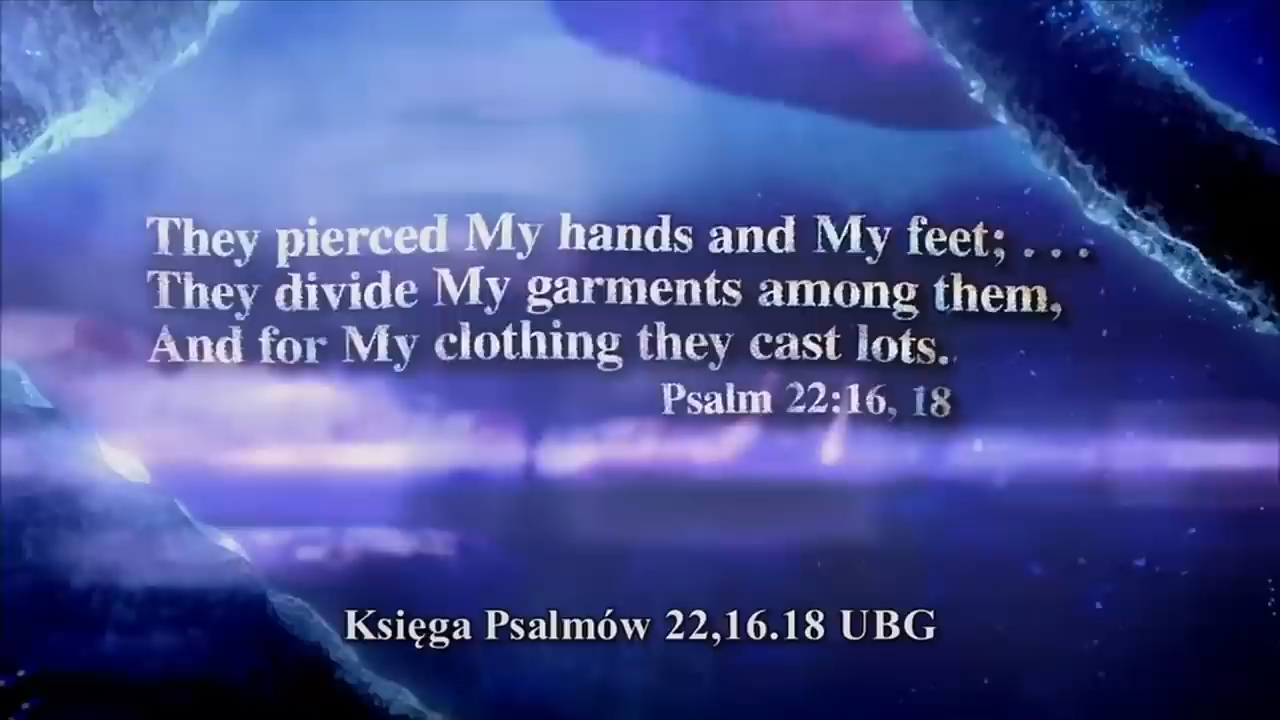 They pierced My hands and My feet; . . .
They divide My garments among them,
And for My clothing they cast lots.
Psalm 22:16, 18
Księga Psalmów 22,16.18 UBG